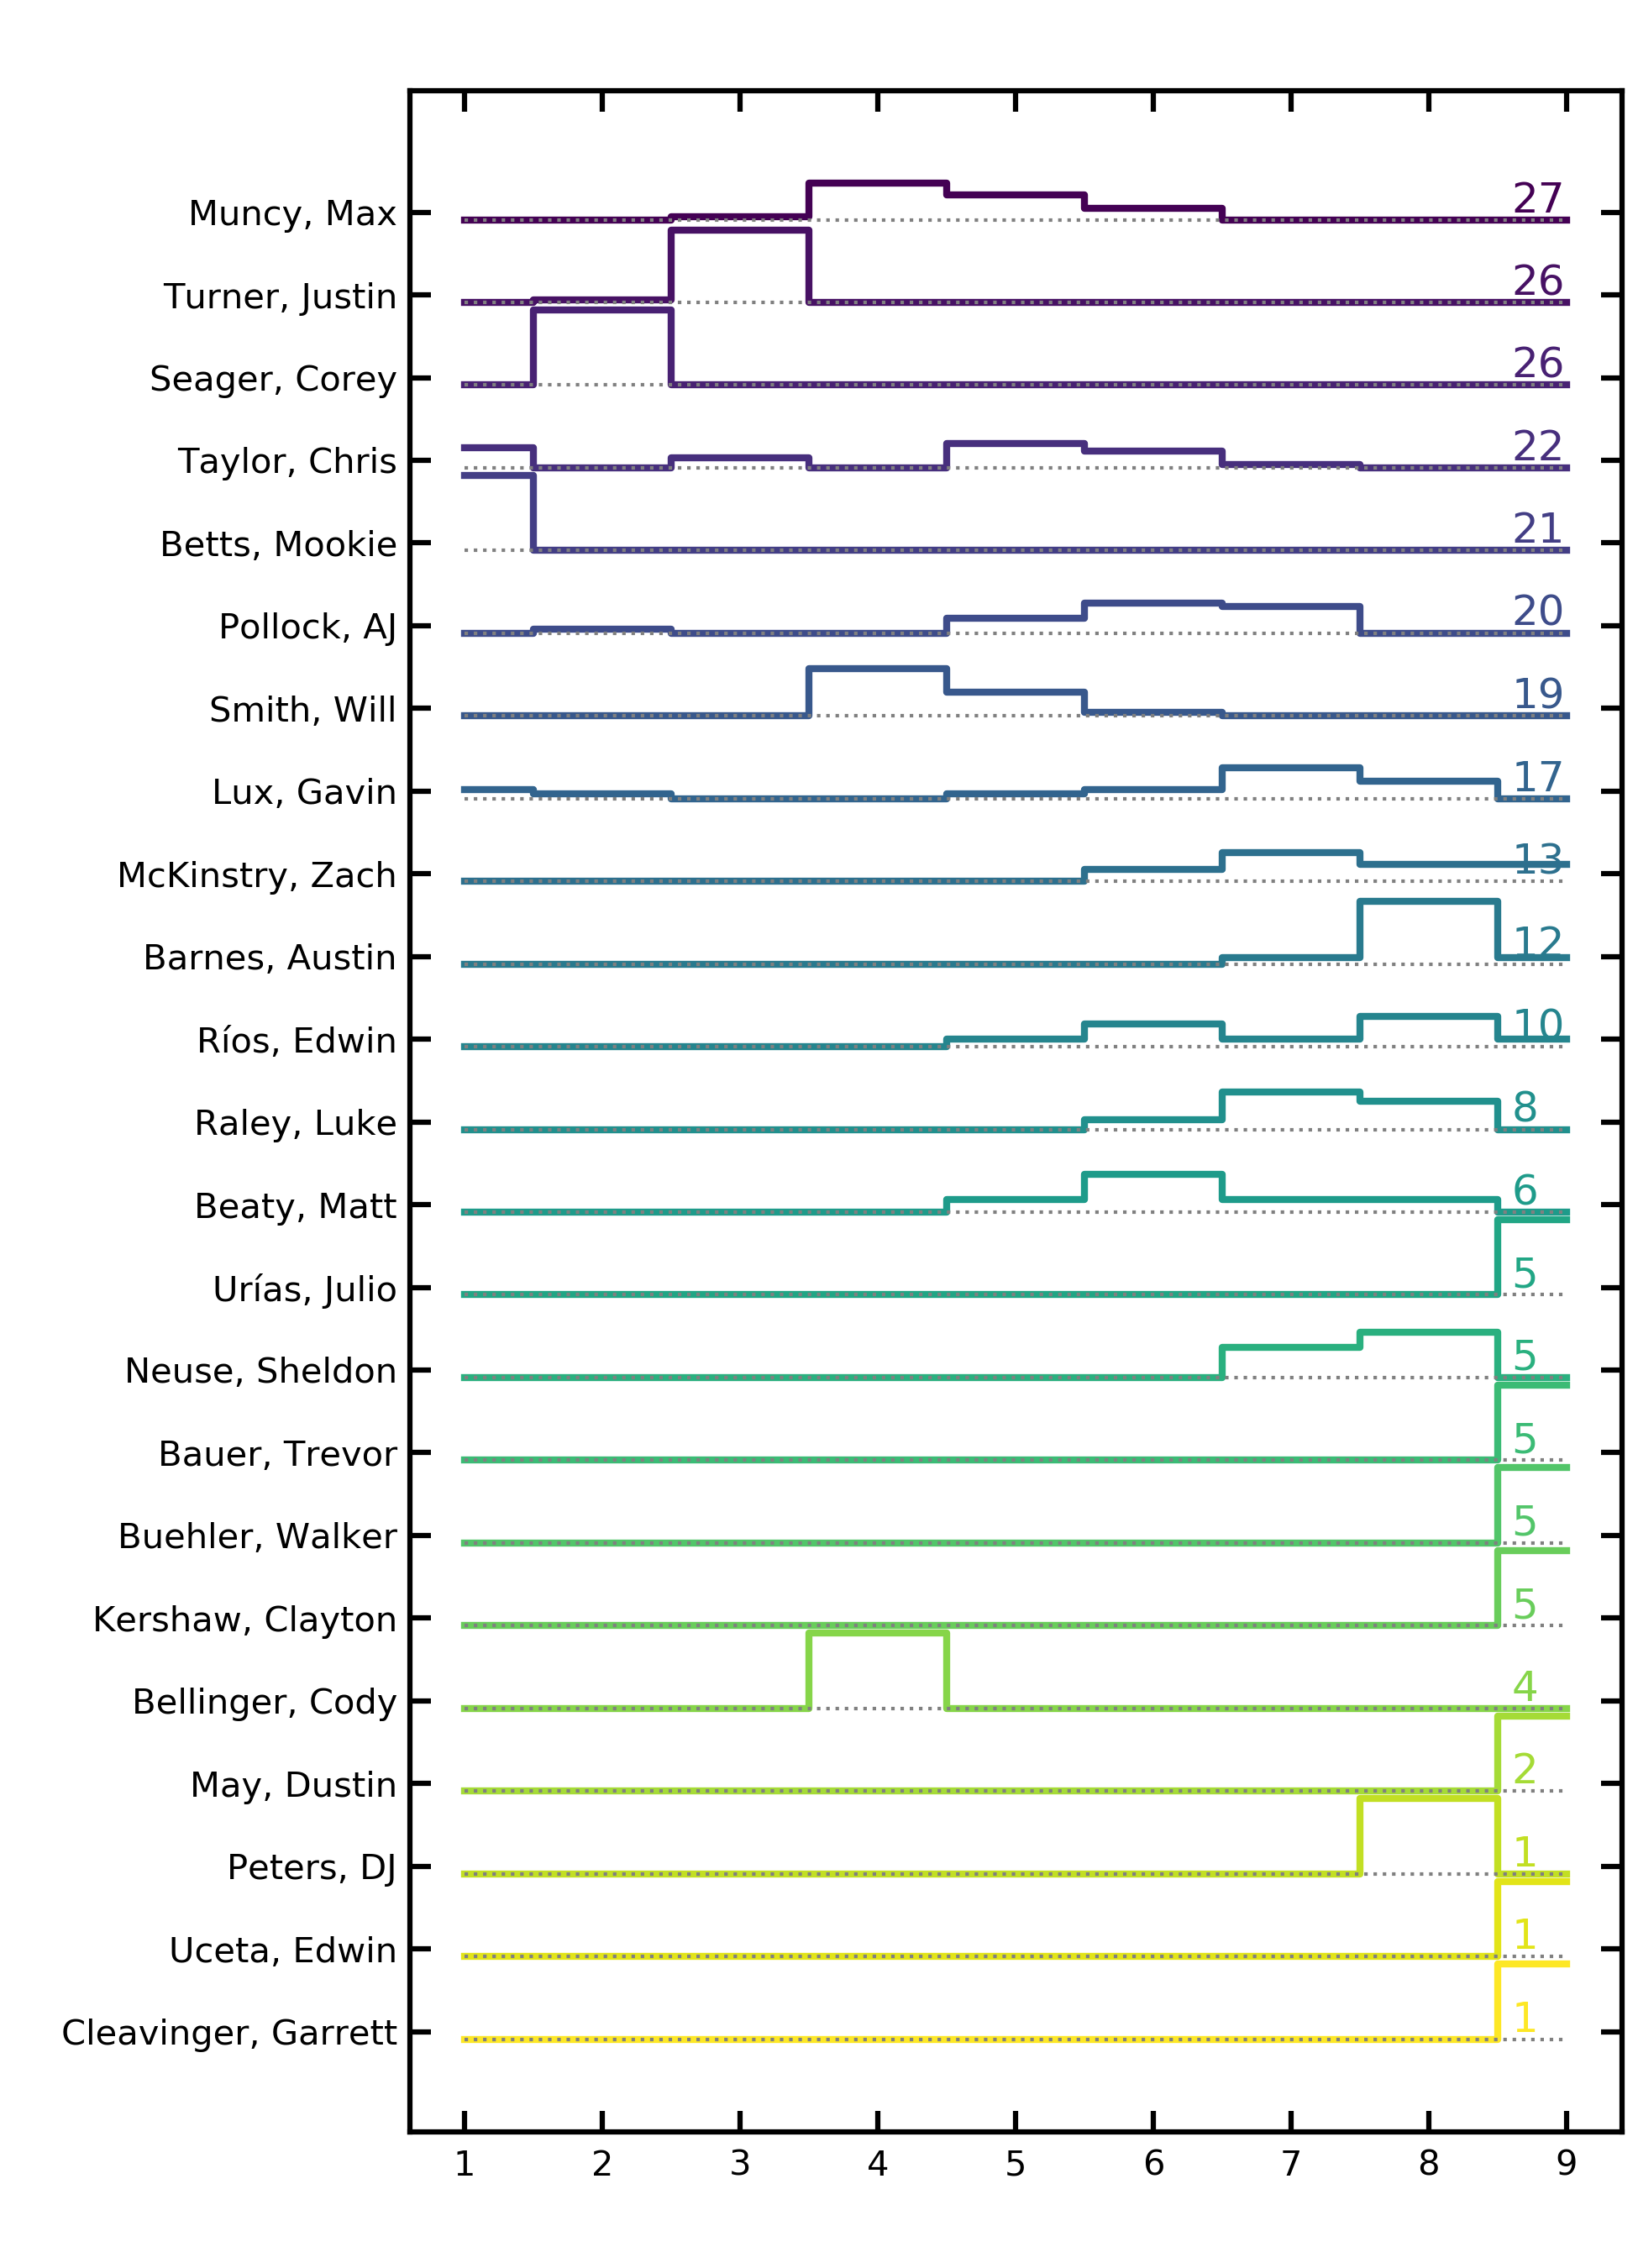 Muncy, Max 27
Turner, Justin 26
Seager, Corey 26
Taylor, Chris 22
Betts, Mookie 21
Pollock, AJ 20
Smith, Will 19
Lux, Gavin 17
McKinstry, Zach 13
Barnes, Austin 12
Ríos, Edwin 10
Raley, Luke 8
Beaty, Matt 6
Urías, Julio 5
Neuse, Sheldon 5
Bauer, Trevor 5
Buehler, Walker 5
Kershaw, Clayton 5
Bellinger, Cody 4
May, Dustin 2
Peters, DJ 1
Uceta, Edwin 1
Cleavinger, Garrett 1
1 2 3 4 5 6 7 8 9